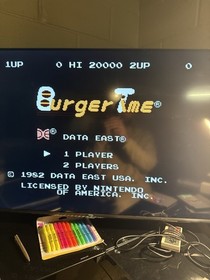 1UP 0 HI 20000 2UP 0
BurgerTime®
DATA EAST®
▶ 1 PLAYER
2 PLAYERS
© 1982 DATA EAST USA, INC.
LICENSED BY NINTENDO
OF AMERICA, INC.